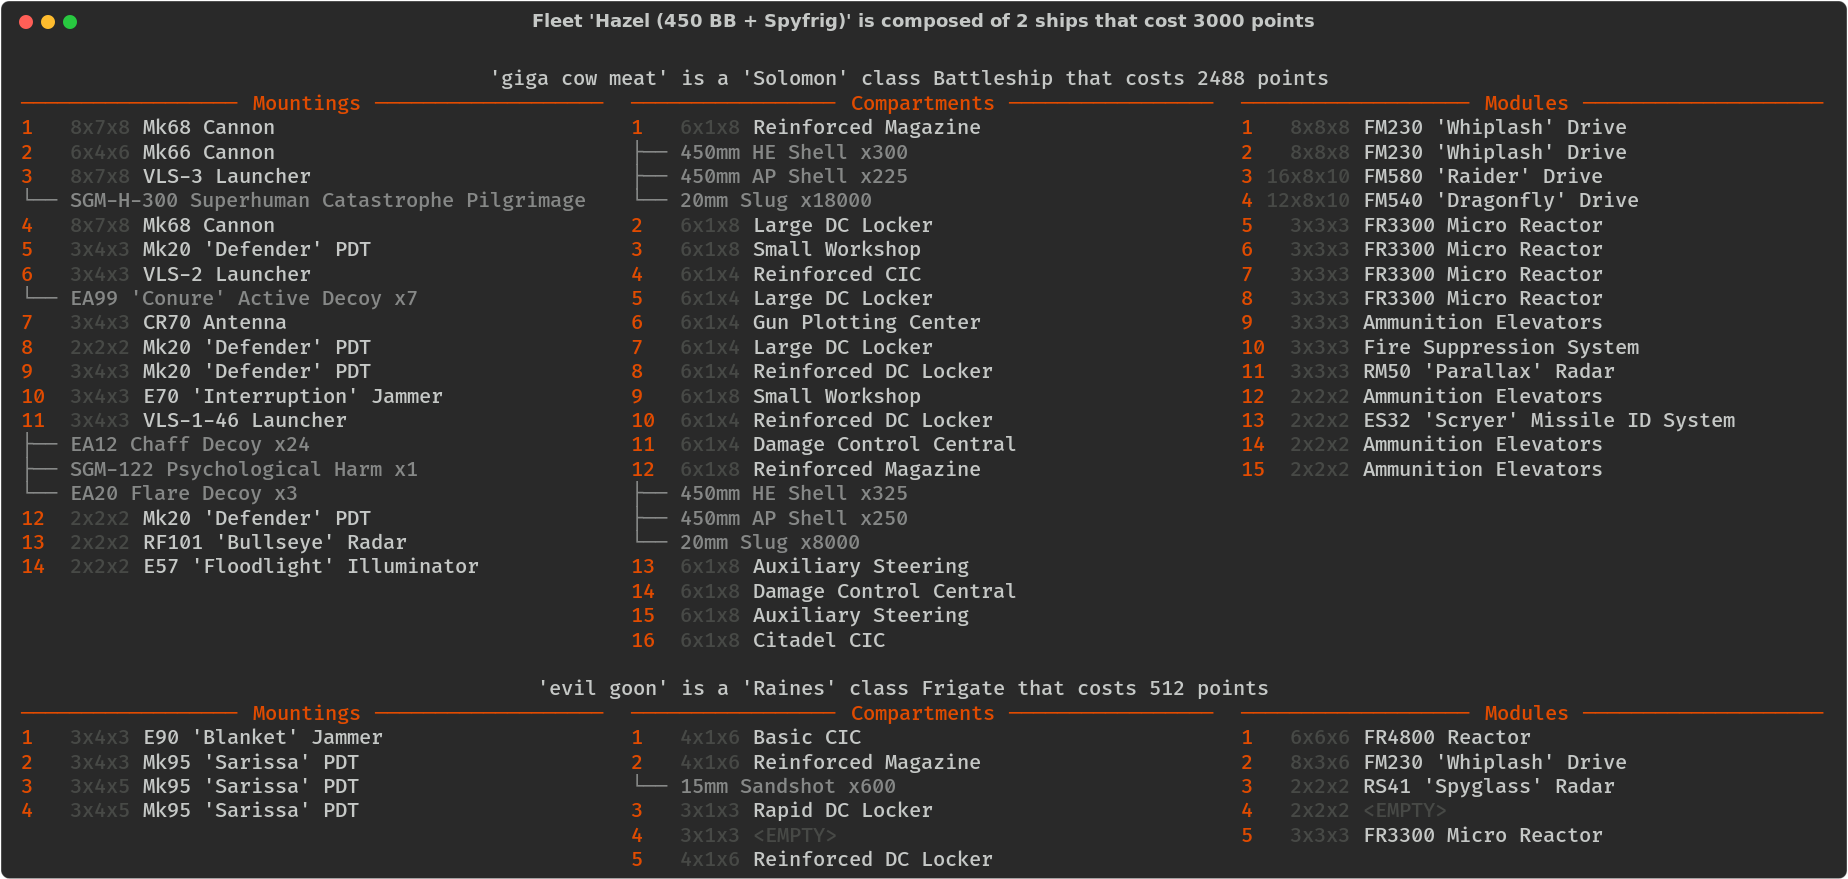 Fleet 'Hazel (450 BB + Spyfrig)' is composed of 2 ships that cost 3000 points
'giga cow meat' is a 'Solomon' class Battleship that costs 2488 points
Mountings
1 8x7x8 Mk68 Cannon
2 6x4x6 Mk66 Cannon
3 8x7x8 VLS-3 Launcher
SGM-H-300 Superhuman Catastrophe Pilgrimage
4 8x7x8 Mk68 Cannon
5 3x4x3 Mk20 'Defender' PDT
6 3x4x3 VLS-2 Launcher
EA99 'Conure' Active Decoy x7
7 3x4x3 CR70 Antenna
8 2x2x2 Mk20 'Defender' PDT
9 3x4x3 Mk20 'Defender' PDT
10 3x4x3 E70 'Interruption' Jammer
11 3x4x3 VLS-1-46 Launcher
EA12 Chaff Decoy x24
SGM-122 Psychological Harm x1
EA20 Flare Decoy x3
12 2x2x2 Mk20 'Defender' PDT
13 2x2x2 RF101 'Bullseye' Radar
14 2x2x2 E57 'Floodlight' Illuminator
Compartments
1 6x1x8 Reinforced Magazine
450mm HE Shell x300
450mm AP Shell x225
20mm Slug x18000
2 6x1x8 Large DC Locker
3 6x1x8 Small Workshop
4 6x1x4 Reinforced CIC
5 6x1x4 Large DC Locker
6 6x1x4 Gun Plotting Center
7 6x1x4 Large DC Locker
8 6x1x4 Reinforced DC Locker
9 6x1x8 Small Workshop
10 6x1x4 Reinforced DC Locker
11 6x1x4 Damage Control Central
12 6x1x8 Reinforced Magazine
450mm HE Shell x325
450mm AP Shell x250
20mm Slug x8000
13 6x1x8 Auxiliary Steering
14 6x1x8 Damage Control Central
15 6x1x8 Auxiliary Steering
16 6x1x8 Citadel CIC
Modules
1 8x8x8 FM230 'Whiplash' Drive
2 8x8x8 FM230 'Whiplash' Drive
3 16x8x10 FM580 'Raider' Drive
4 12x8x10 FM540 'Dragonfly' Drive
5 3x3x3 FR3300 Micro Reactor
6 3x3x3 FR3300 Micro Reactor
7 3x3x3 FR3300 Micro Reactor
8 3x3x3 FR3300 Micro Reactor
9 3x3x3 Ammunition Elevators
10 3x3x3 Fire Suppression System
11 3x3x3 RM50 'Parallax' Radar
12 2x2x2 Ammunition Elevators
13 2x2x2 ES32 'Scryer' Missile ID System
14 2x2x2 Ammunition Elevators
15 2x2x2 Ammunition Elevators
'evil goon' is a 'Raines' class Frigate that costs 512 points
Mountings
1 3x4x3 E90 'Blanket' Jammer
2 3x4x3 Mk95 'Sarissa' PDT
3 3x4x5 Mk95 'Sarissa' PDT
4 3x4x5 Mk95 'Sarissa' PDT
Compartments
1 4x1x6 Basic CIC
2 4x1x6 Reinforced Magazine
15mm Sandshot x600
3 3x1x3 Rapid DC Locker
4 3x1x3 <EMPTY>
5 4x1x6 Reinforced DC Locker
Modules
1 6x6x6 FR4800 Reactor
2 8x3x6 FM230 'Whiplash' Drive
3 2x2x2 RS41 'Spyglass' Radar
4 2x2x2 <EMPTY>
5 3x3x3 FR3300 Micro Reactor